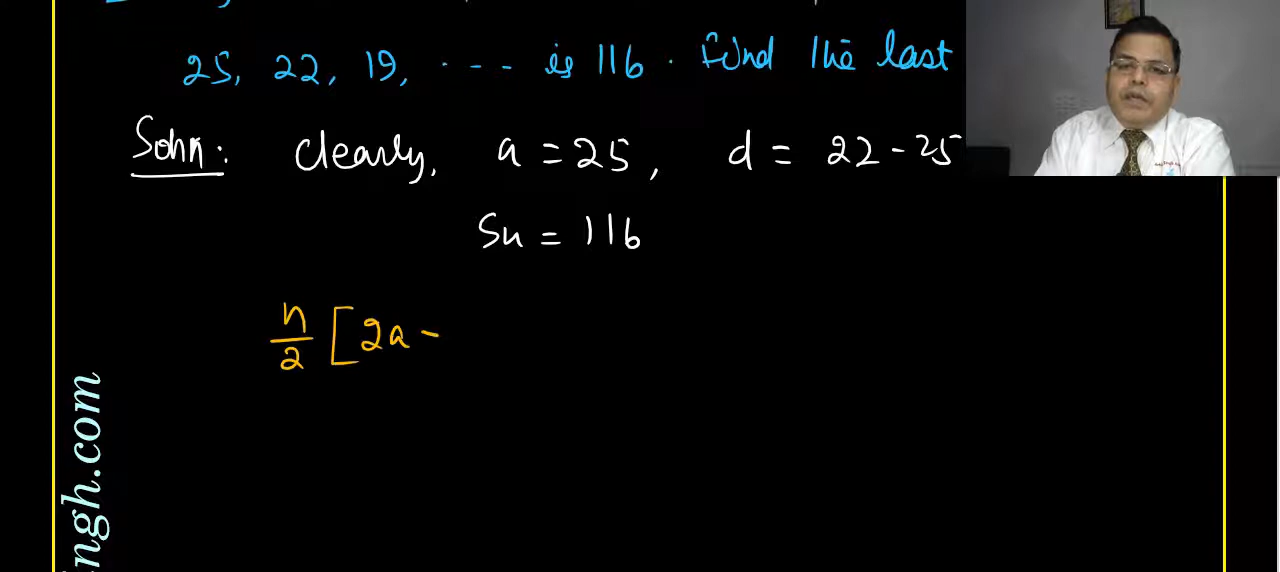 25, 22, 19, ---- is 116. Find the last
Soln: Clearly, a = 25, d = 22 - 25
Sn = 116
n/2 [2a -
ngh.com